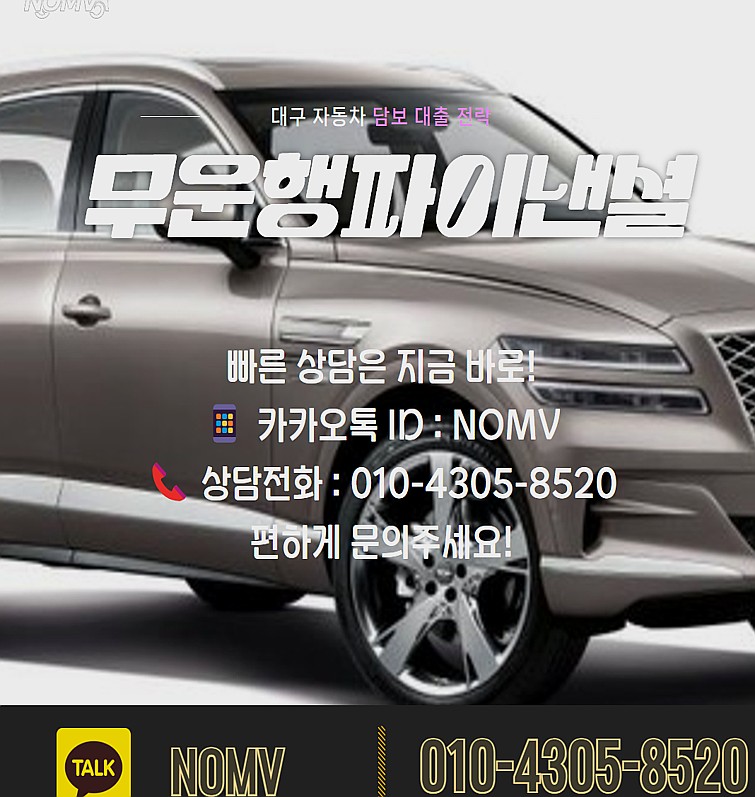 NOMV
대구 자동차 담보 대출 전략
무운행파이낸셜
빠른 상담은 지금 바로!
카카오톡 ID : NOMV
상담전화 : 010-4305-8520
편하게 문의주세요!
TALK
NOMV
010-4305-8520